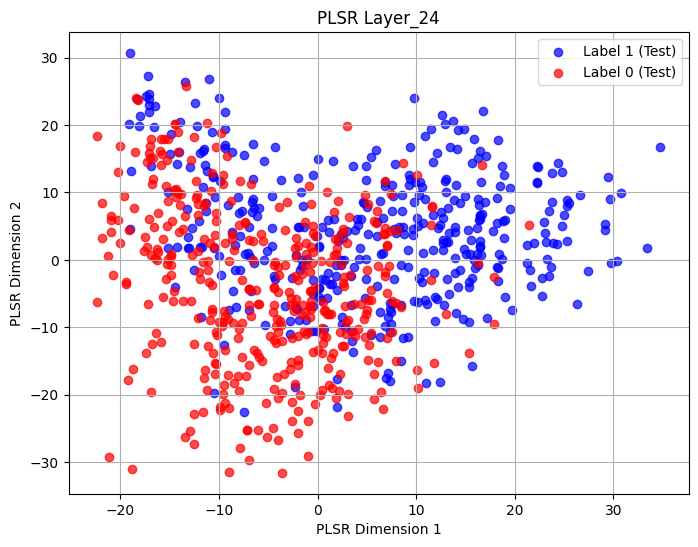 PLSR Layer_24
Label 1 (Test)
Label 0 (Test)
PLSR Dimension 2
30
20
10
0
−10
−20
−30
−20
−10
0
10
20
30
PLSR Dimension 1